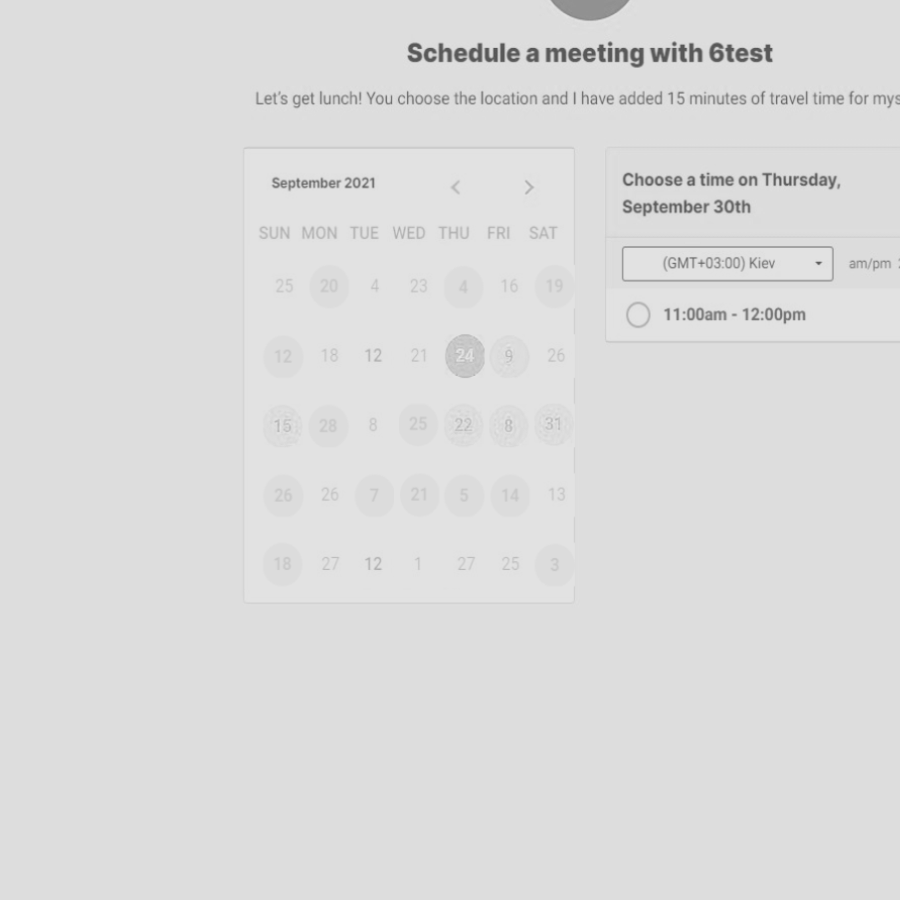 Schedule a meeting with 6test
Let's get lunch! You choose the location and I have added 15 minutes of travel time for mys
September 2021
SUN MON TUE WED THU FRI SAT
25 20 4 23 4 16 19
12 18 12 21 24 9 26
15 28 8 25 22 8 31
26 26 7 21 5 14 13
18 27 12 1 27 25 3
Choose a time on Thursday,
September 30th
(GMT+03:00) Kiev am/pm
11:00am - 12:00pm